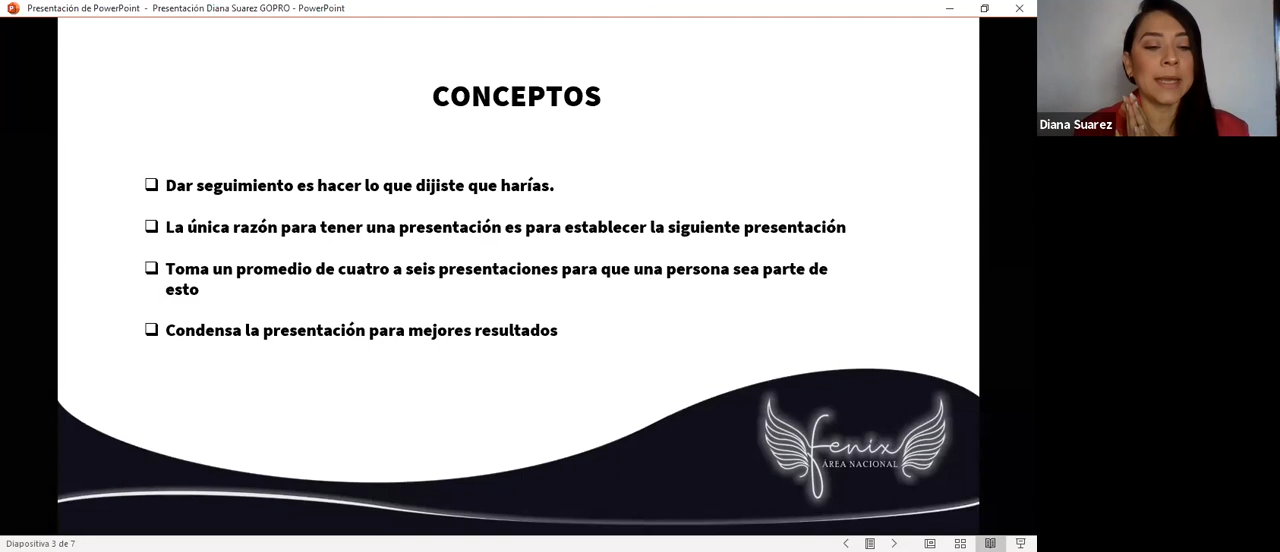 Presentación de PowerPoint - Presentación Diana Suarez GOPRO - PowerPoint
CONCEPTOS
Dar seguimiento es hacer lo que dijiste que harías.
La única razón para tener una presentación es para establecer la siguiente presentación
Toma un promedio de cuatro a seis presentaciones para que una persona sea parte de
esto
Condensa la presentación para mejores resultados
fenix
ÁREA NACIONAL
Diapositiva 3 de 7
Diana Suarez